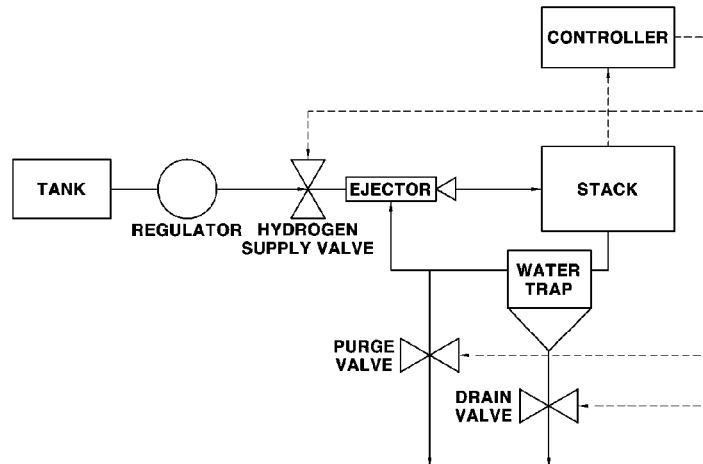 CONTROLLER
TANK
REGULATOR
HYDROGEN
SUPPLY VALVE
EJECTOR
STACK
WATER
TRAP
PURGE
VALVE
DRAIN
VALVE